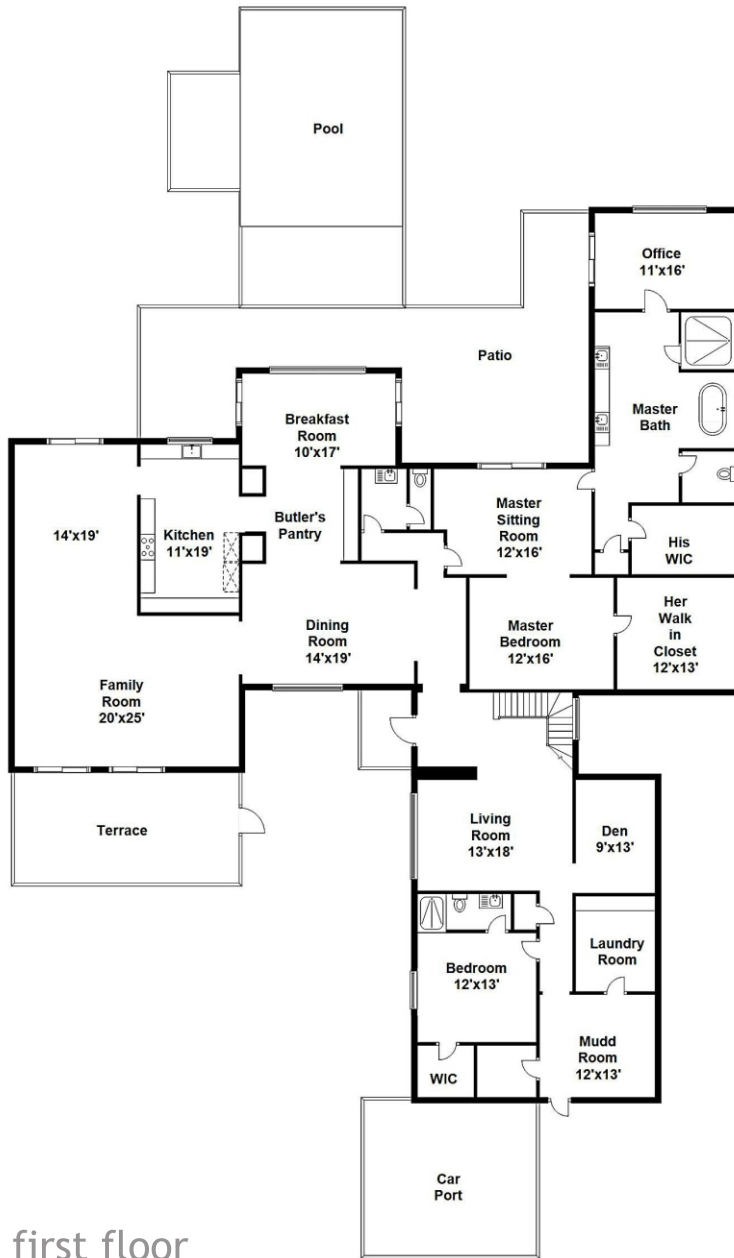 Pool
Office
11'x16'
Patio
Master
Bath
Breakfast
Room
10'x17'
14'x19'
Kitchen
11'x19'
Butler's
Pantry
Master
Sitting
Room
12'x16'
His
WIC
Her
Walk
in
Closet
12'x13'
Dining
Room
14'x19'
Master
Bedroom
12'x16'
Family
Room
20'x25'
Terrace
Living
Room
13'x18'
Den
9'x13'
Laundry
Room
Bedroom
12'x13'
Mudd
Room
12'x13'
WIC
Car
Port
first floor